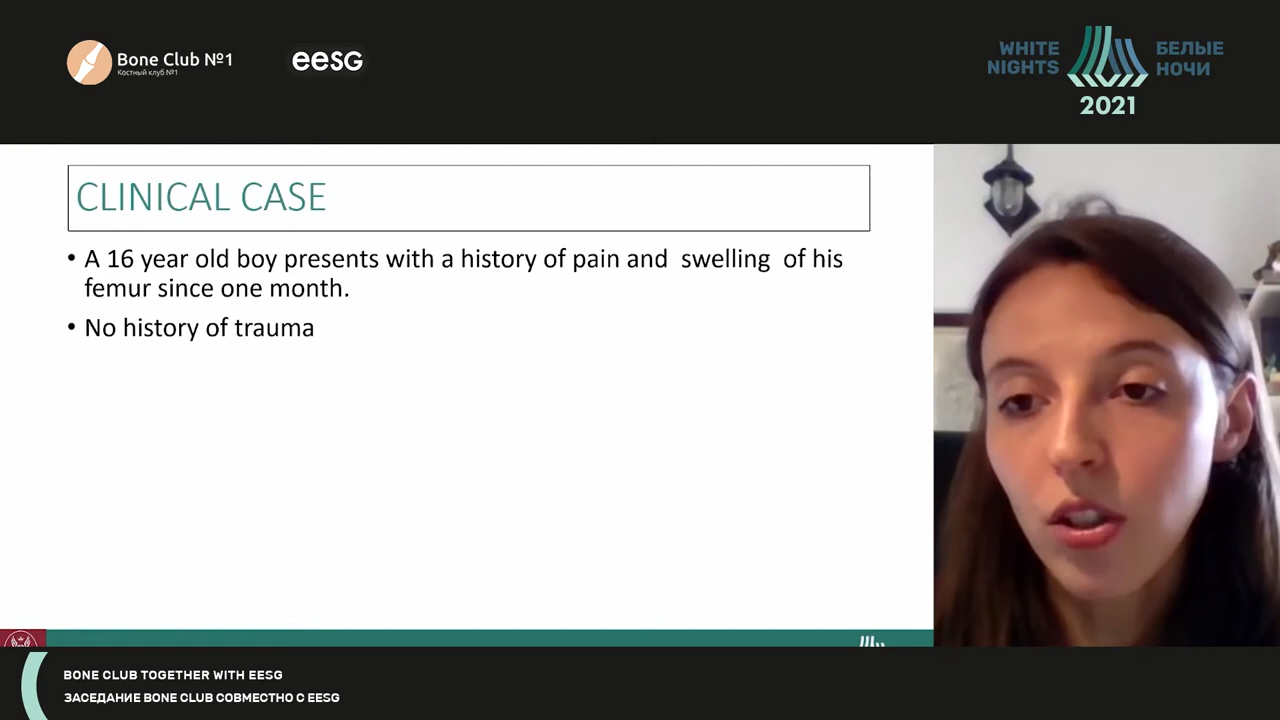 Bone Club №1
Костный клуб №1
eesg
WHITE
NIGHTS
БЕЛЫЕ
НОЧИ
2021
CLINICAL CASE
• A 16 year old boy presents with a history of pain and swelling of his
femur since one month.
• No history of trauma
BONE CLUB TOGETHER WITH EESG
ЗАСЕДАНИЕ BONE CLUB СОВМЕСТНО С EESG